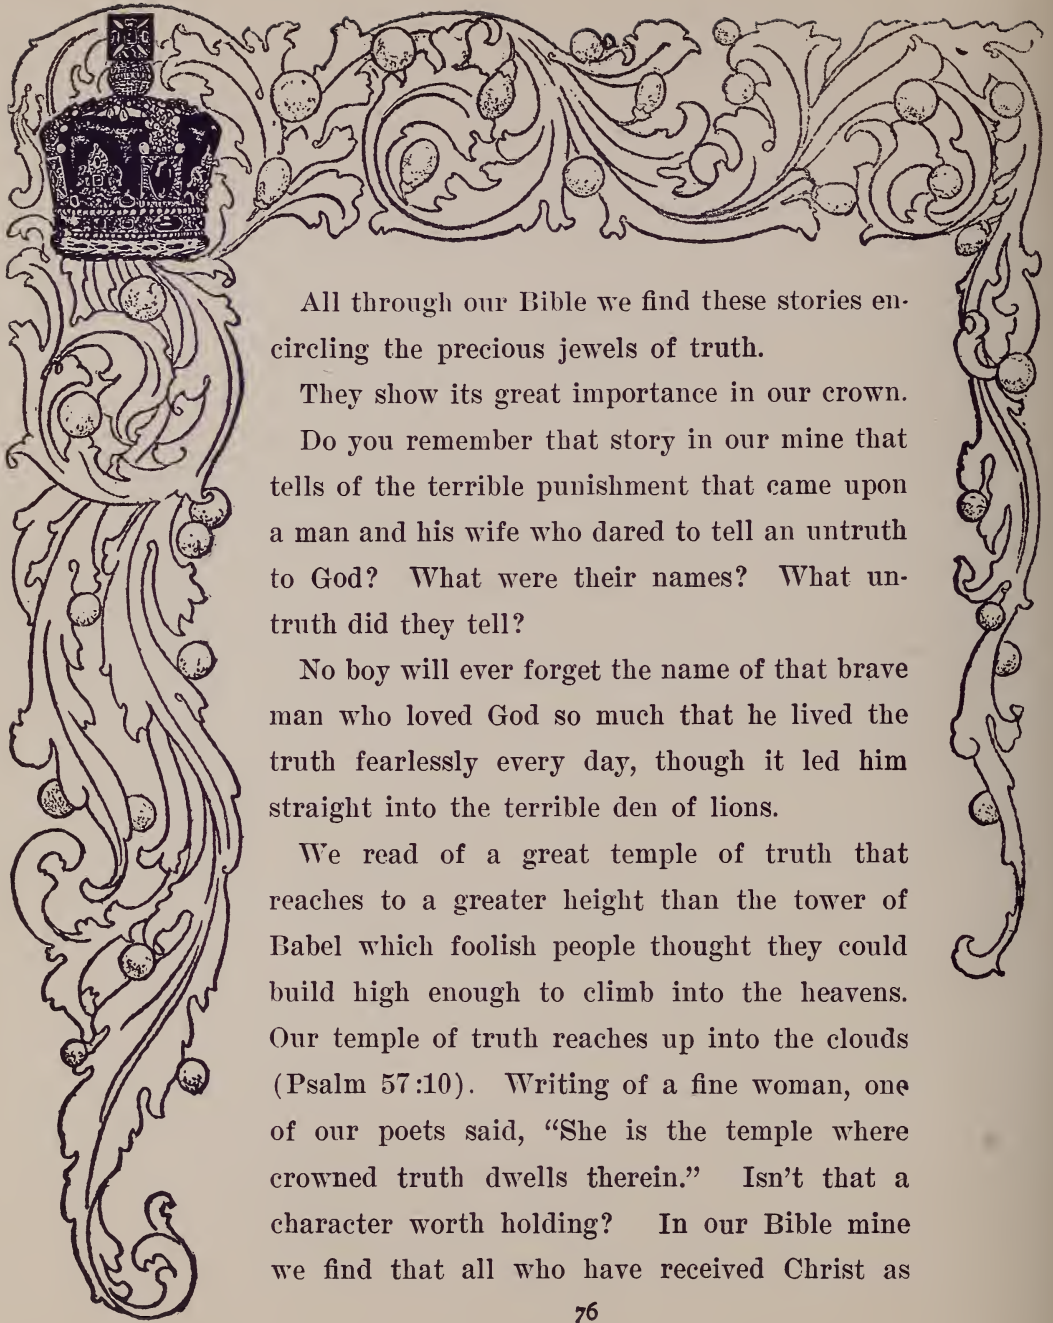 All through our Bible we find these stories en-
circling the precious jewels of truth.
They show its great importance in our crown.
Do you remember that story in our mine that
tells of the terrible punishment that came upon
a man and his wife who dared to tell an untruth
to God? What were their names? What un-
truth did they tell?
No boy will ever forget the name of that brave
man who loved God so much that he lived the
truth fearlessly every day, though it led him
straight into the terrible den of lions.
We read of a great temple of truth that
reaches to a greater height than the tower of
Babel which foolish people thought they could
build high enough to climb into the heavens.
Our temple of truth reaches up into the clouds
(Psalm 57:10). Writing of a fine woman, one
of our poets said, “She is the temple where
crowned truth dwells therein.” Isn't that a
character worth holding? In our Bible mine
we find that all who have received Christ as
76